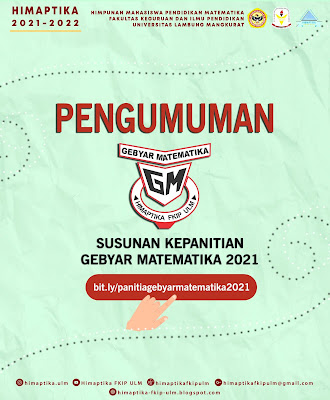 HIMAPTIKA
2021-2022
HIMPUNAN MAHASISWA PENDIDIKAN MATEMATIKA
FAKULTAS KEGURUAN DAN ILMU PENDIDIKAN
UNIVERSITAS LAMBUNG MANGKURAT
PENGUMUMAN
GEBYAR MATEMATIKA
GM
HIMAPTIKA FKIP ULM
SUSUNAN KEPANITIAN
GEBYAR MATEMATIKA 2021
bit.ly/panitiagebyarmatematika2021
himaptika.ulm
Himaptika FKIP ULM
himaptikafkipulm
himaptikafkipulm@gmail.com
himaptika-fkip-ulm.blogspot.com